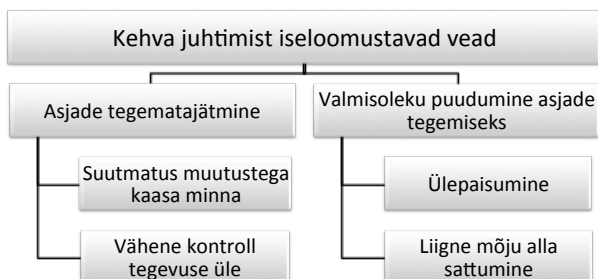 Kehva juhtimist iseloomustavad vead
Asjade tegematajätmine
Valmisoleku puudumine asjade
tegemiseks
Suutmatus muutustega
kaasa minna
Ülepaisumine
Vähene kontroll
tegevuse üle
Liigne mõju alla
sattumine